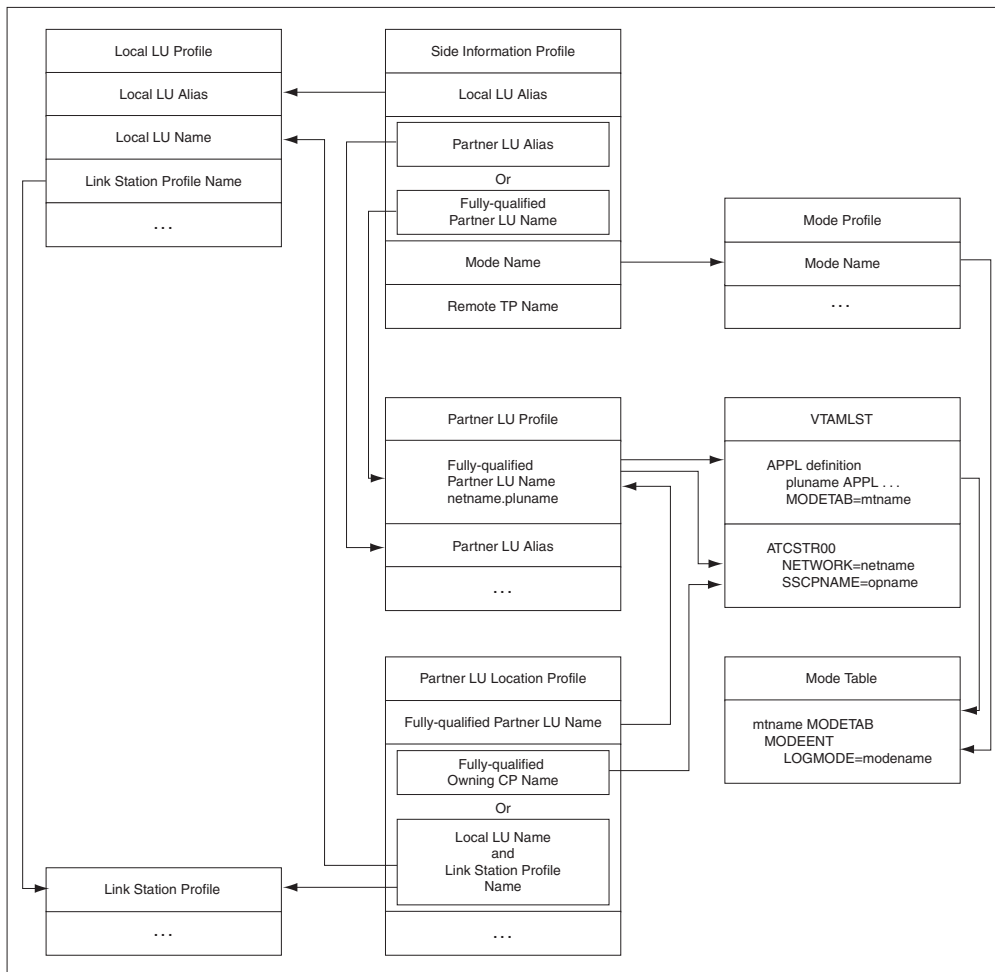 Local LU Profile
Local LU Alias
Local LU Name
Link Station Profile Name
...
Side Information Profile
Local LU Alias
Partner LU Alias
Or
Fully-qualified
Partner LU Name
Mode Name
Remote TP Name
Mode Profile
Mode Name
...
Partner LU Profile
Fully-qualified
Partner LU Name
netname.pluname
Partner LU Alias
...
VTAMLST
APPL definition
pluname APPL . . .
MODETAB=mtname
ATCSTR00
NETWORK=netname
SSCPNAME=opname
Partner LU Location Profile
Fully-qualified Partner LU Name
Fully-qualified
Owning CP Name
Or
Local LU Name
and
Link Station Profile
Name
...
Mode Table
mtname MODETAB
MODEENT
LOGMODE=modename
Link Station Profile
...